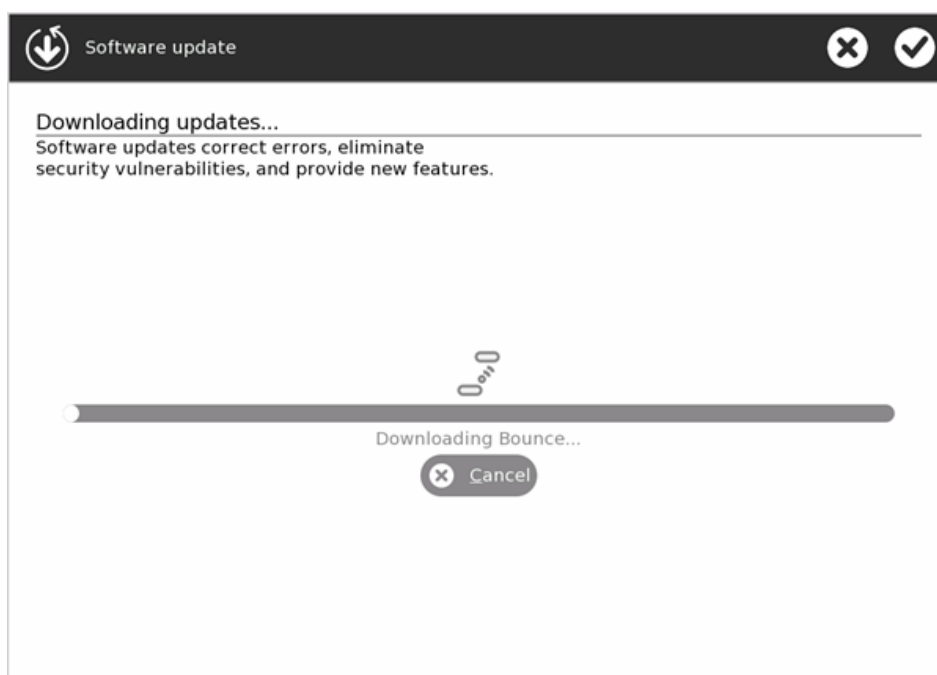 Software update
Downloading updates...
Software updates correct errors, eliminate
security vulnerabilities, and provide new features.
Downloading Bounce...
Cancel